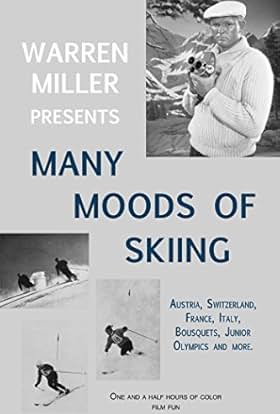 WARREN
MILLER
PRESENTS
MANY
MOODS OF
SKIING
AUSTRIA, SWITZERLAND,
FRANCE, ITALY,
BOUSQUETS, JUNIOR
OLYMPICS AND MORE.
ONE AND A HALF HOURS OF COLOR
FILM FUN